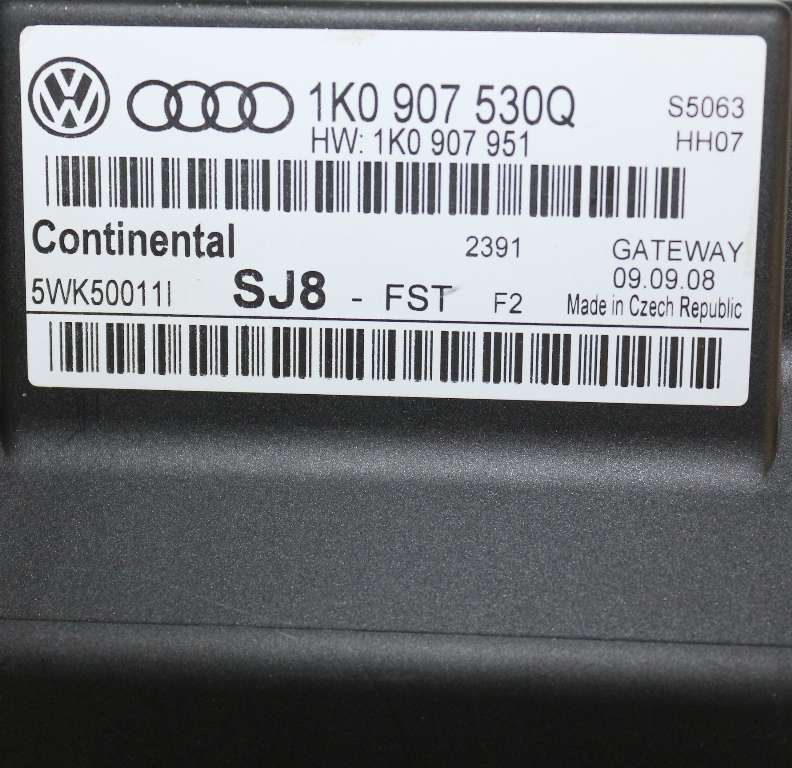 1K0 907 530Q S5063
HW: 1K0 907 951 HH07
Continental 2391 GATEWAY
09.09.08
5WK50011I SJ8 - FST F2 Made in Czech Republic